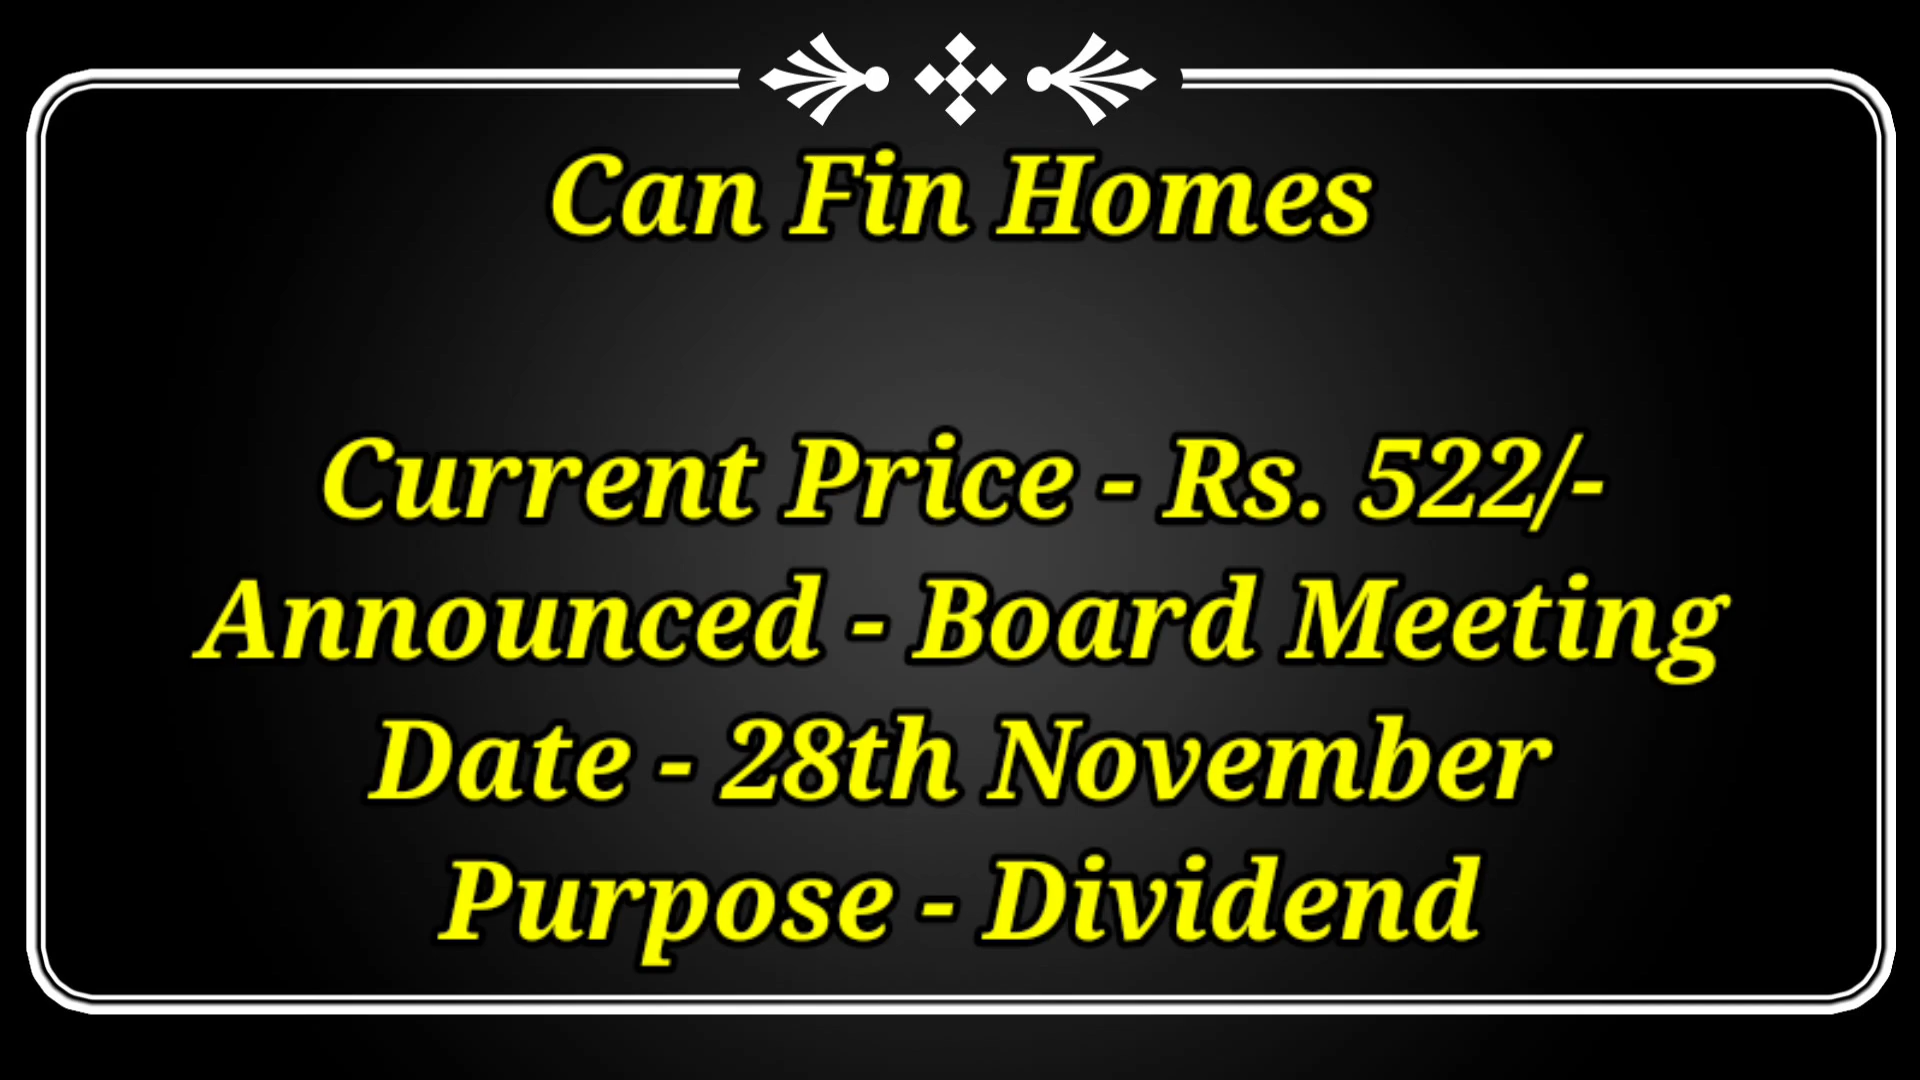 Can Fin Homes
Current Price - Rs. 522/-
Announced - Board Meeting
Date - 28th November
Purpose - Dividend